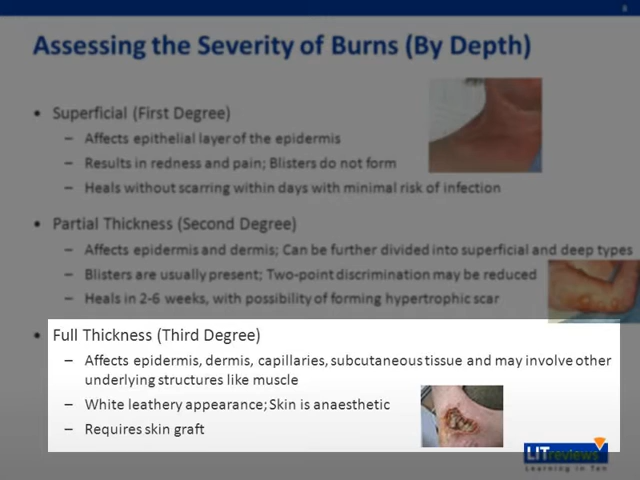 8
Assessing the Severity of Burns (By Depth)
• Superficial (First Degree)
– Affects epithelial layer of the epidermis
– Results in redness and pain; Blisters do not form
– Heals without scarring within days with minimal risk of infection
• Partial Thickness (Second Degree)
– Affects epidermis and dermis; Can be further divided into superficial and deep types
– Blisters are usually present; Two-point discrimination may be reduced
– Heals in 2-6 weeks, with possibility of forming hypertrophic scar
• Full Thickness (Third Degree)
– Affects epidermis, dermis, capillaries, subcutaneous tissue and may involve other
underlying structures like muscle
– White leathery appearance; Skin is anaesthetic
– Requires skin graft
LITreviews
Learning in Ten